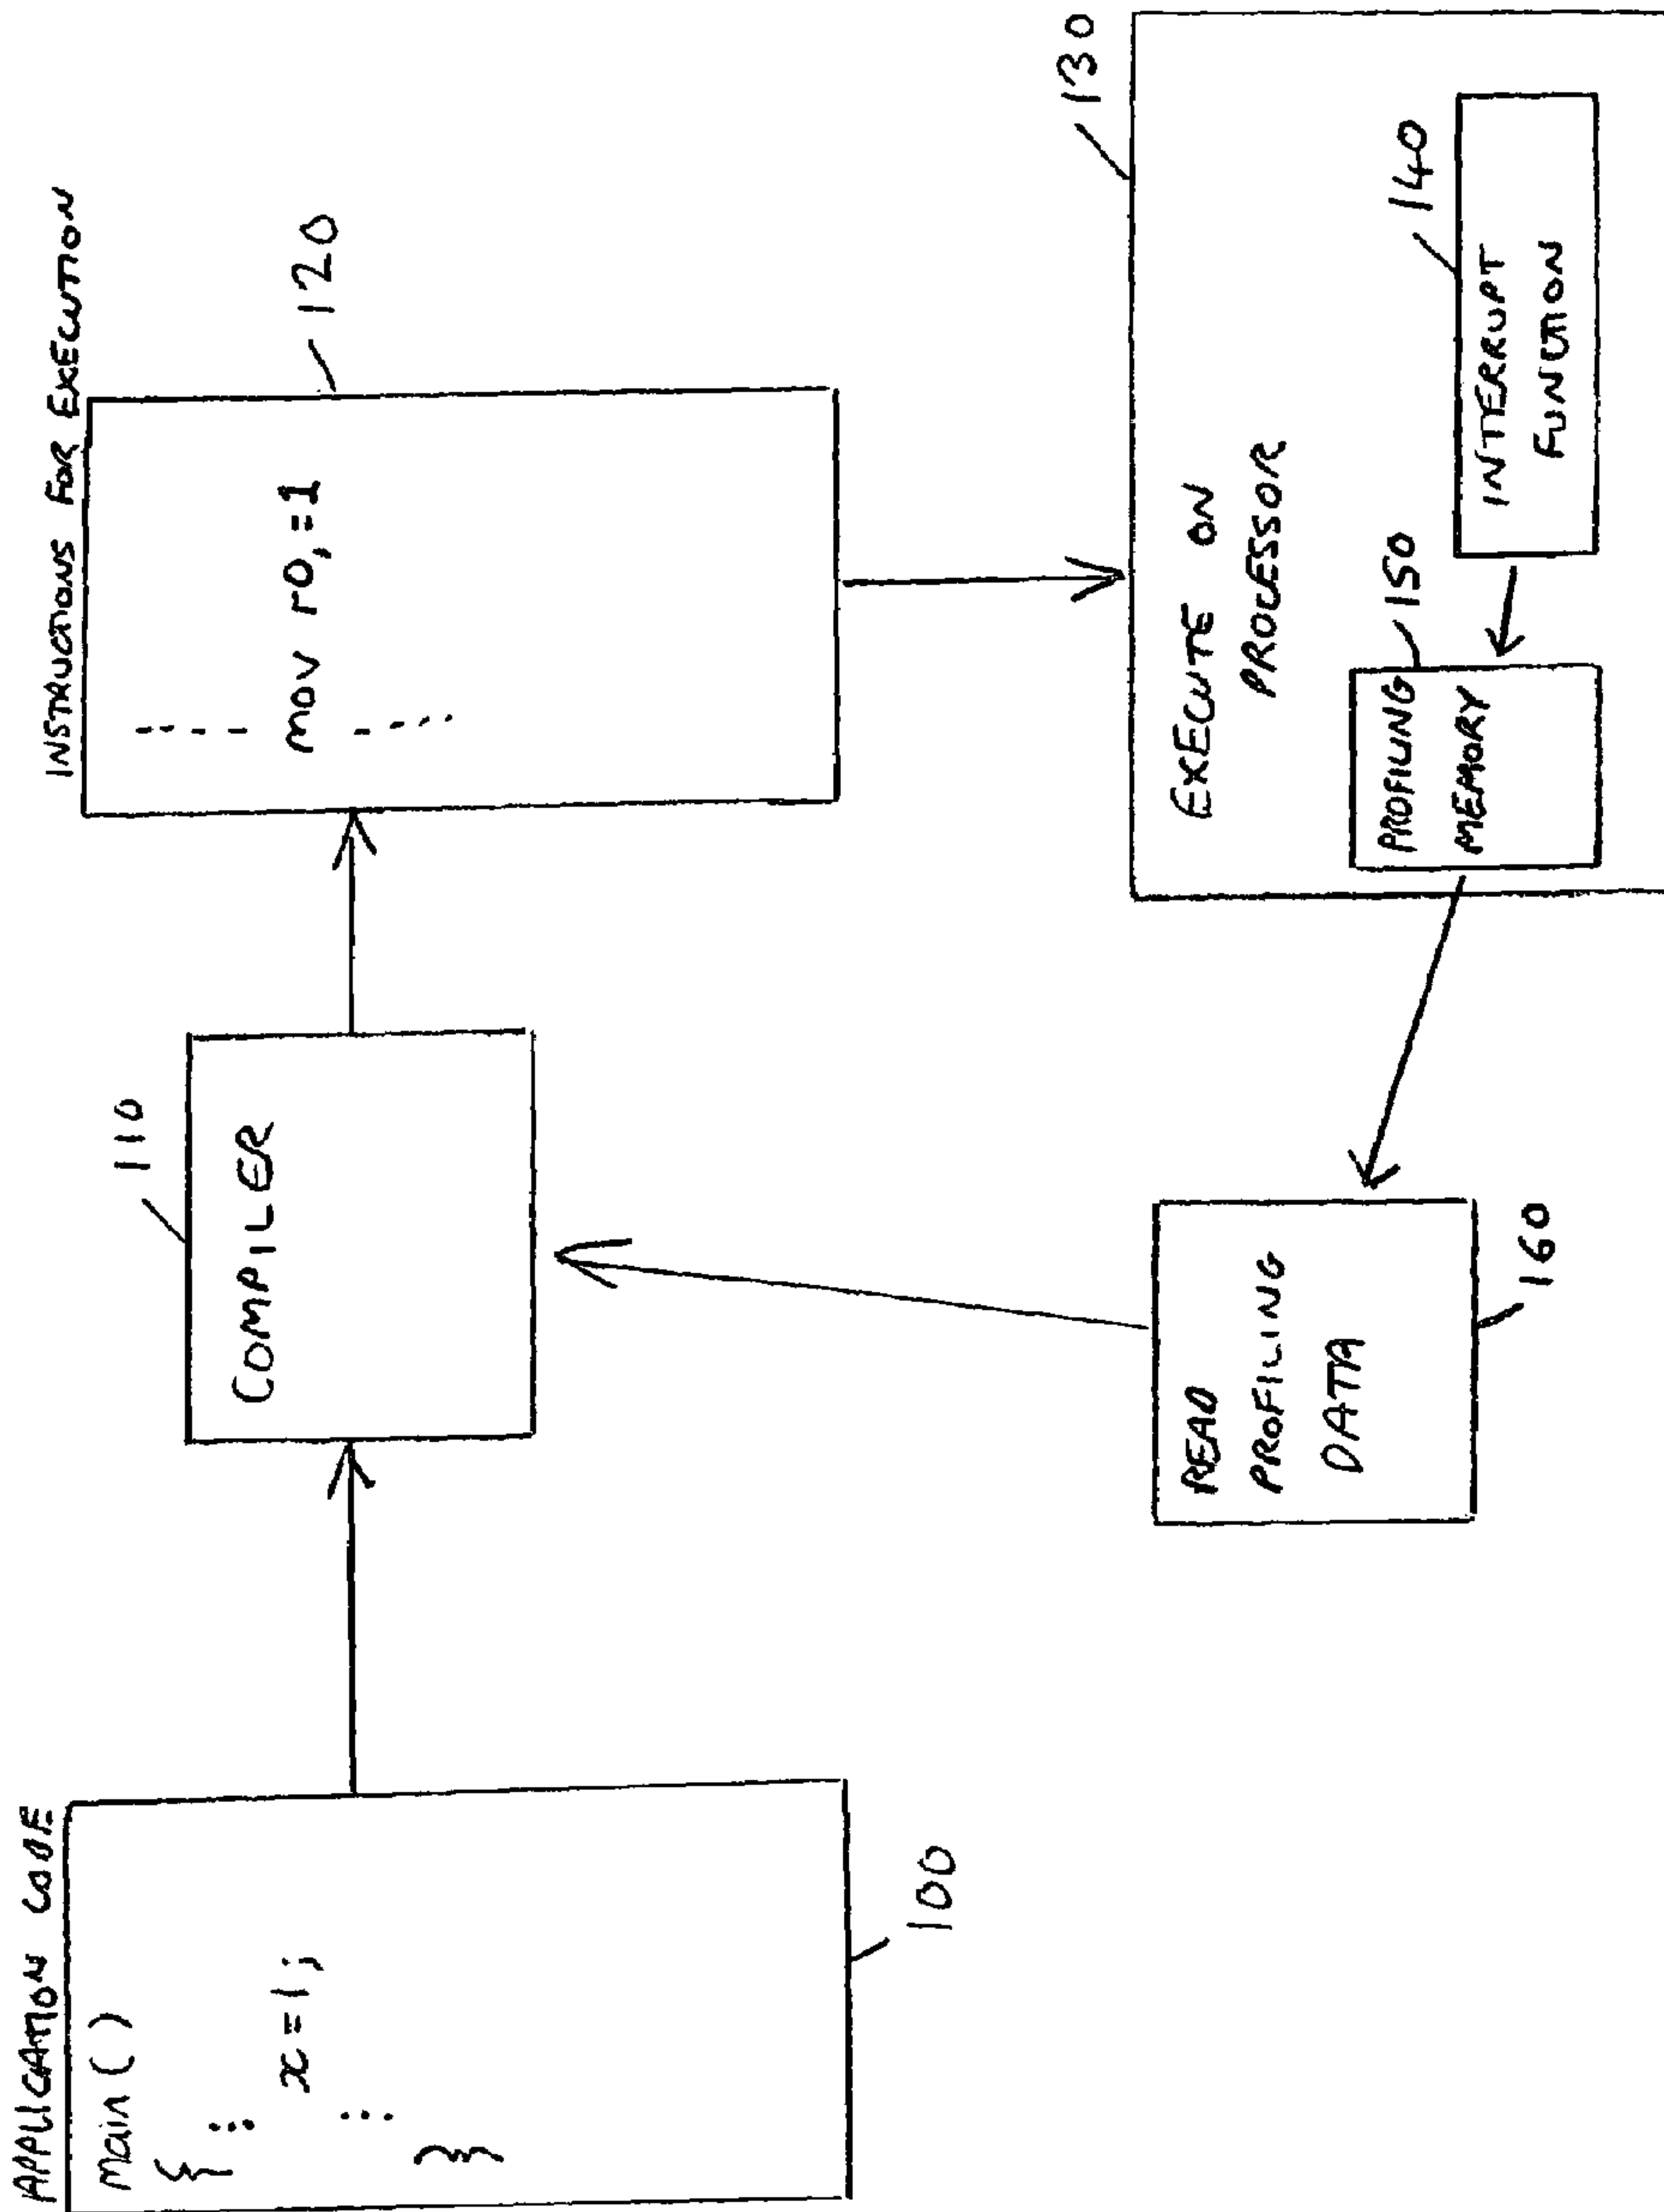 APPLICATION CODE
main()
{
⋮
x=1;
⋮
}
100
110
COMPILER
INSTRUCTIONS FOR EXECUTION
mov r0,=1
120
130
EXECUTE ON
PROCESSOR
150
PROFILING
MEMORY
140
INTERRUPT
FUNCTION
READ
PROFILING
DATA
160